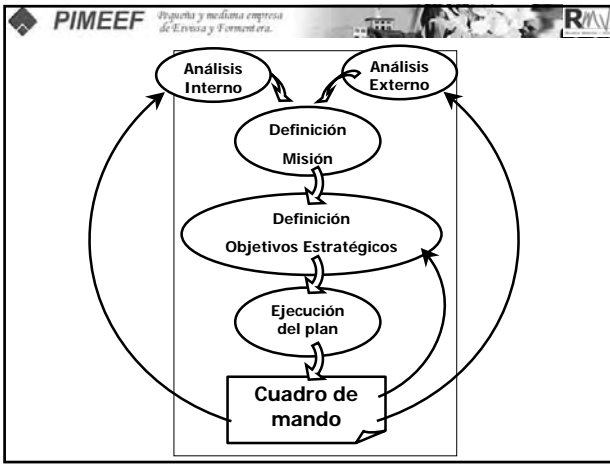 PIMEEF
Pequeña y mediana empresa
de Eivissa y Formentera.
RMV
Análisis
Interno
Análisis
Externo
Definición
Misión
Definición
Objetivos Estratégicos
Ejecución
del plan
Cuadro de
mando